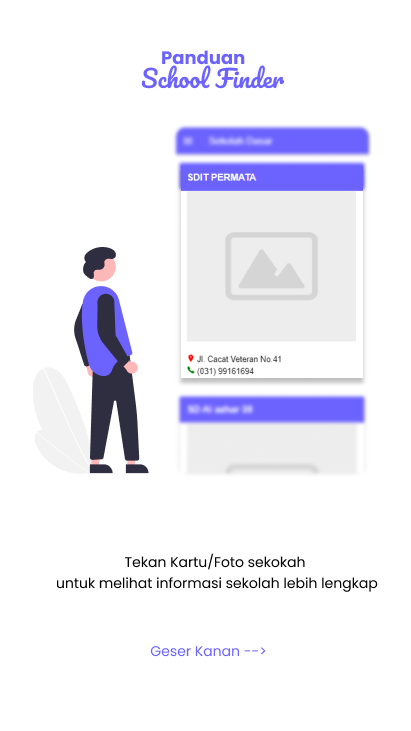 Panduan
School Finder
Sekolah Dasar
SDIT PERMATA
Jl. Cacat Veteran No.41
(031) 99161694
SD Al azhar 35
Tekan Kartu/Foto sekokah
untuk melihat informasi sekolah lebih lengkap
Geser Kanan -->